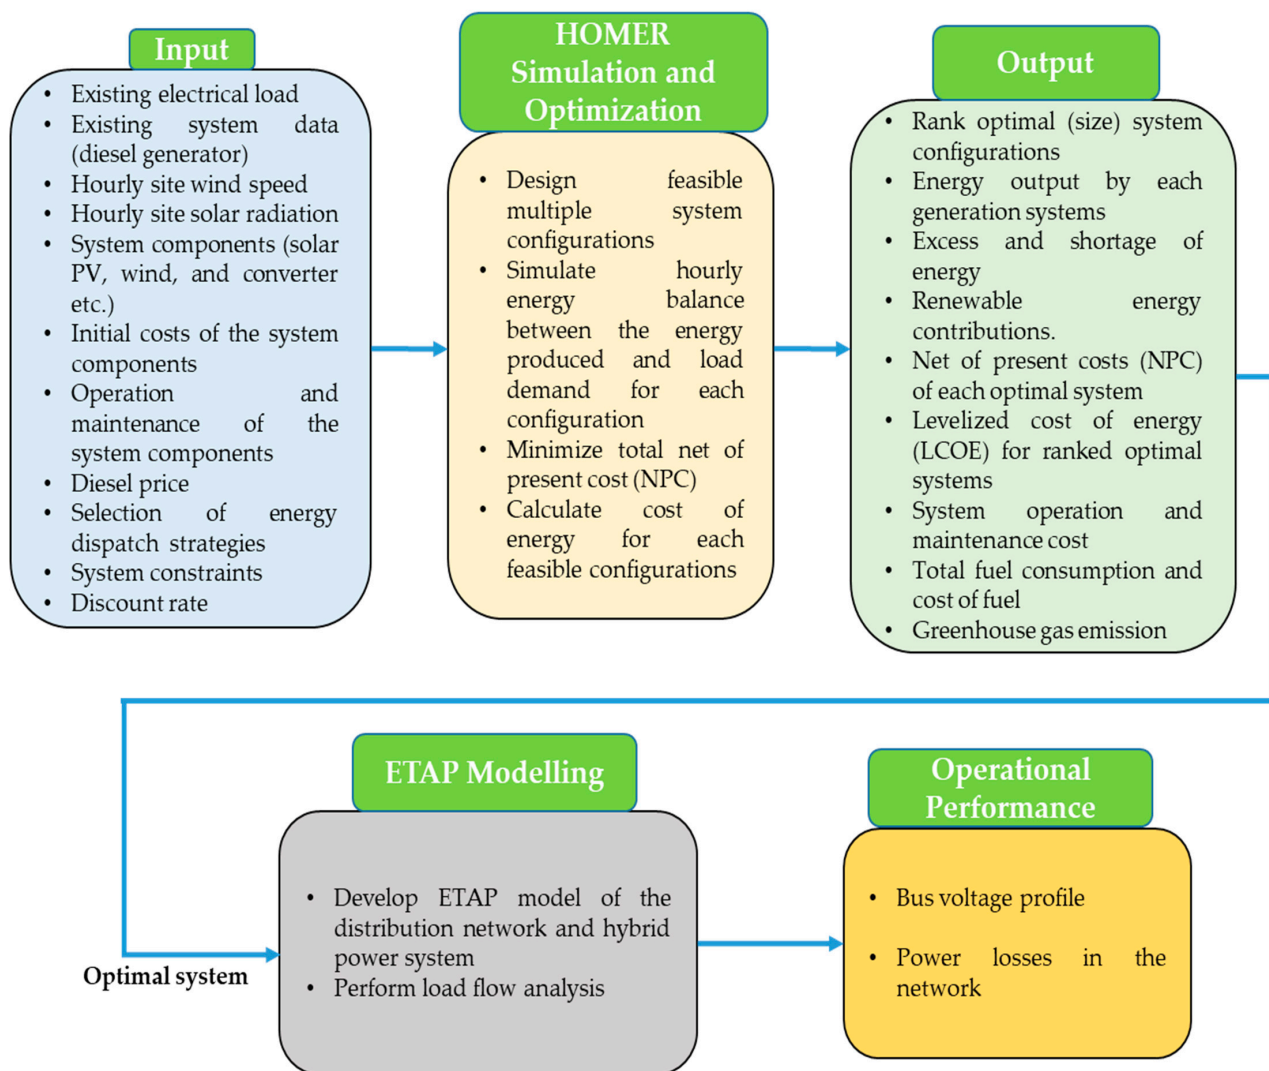 Input
• Existing electrical load
• Existing system data
(diesel generator)
• Hourly site wind speed
• Hourly site solar radiation
• System components (solar
PV, wind, and converter
etc.)
• Initial costs of the system
components
• Operation and
maintenance of the
system components
• Diesel price
• Selection of energy
dispatch strategies
• System constraints
• Discount rate
HOMER
Simulation and
Optimization
• Design feasible
multiple system
configurations
• Simulate hourly
energy balance
between the energy
produced and load
demand for each
configuration
• Minimize total net of
present cost (NPC)
• Calculate cost of
energy for each
feasible configurations
Output
• Rank optimal (size) system
configurations
• Energy output by each
generation systems
• Excess and shortage of
energy
• Renewable energy
contributions.
• Net of present costs (NPC)
of each optimal system
• Levelized cost of energy
(LCOE) for ranked optimal
systems
• System operation and
maintenance cost
• Total fuel consumption and
cost of fuel
• Greenhouse gas emission
Optimal system
ETAP Modelling
• Develop ETAP model of the
distribution network and hybrid
power system
• Perform load flow analysis
Operational
Performance
• Bus voltage profile
• Power losses in the
network